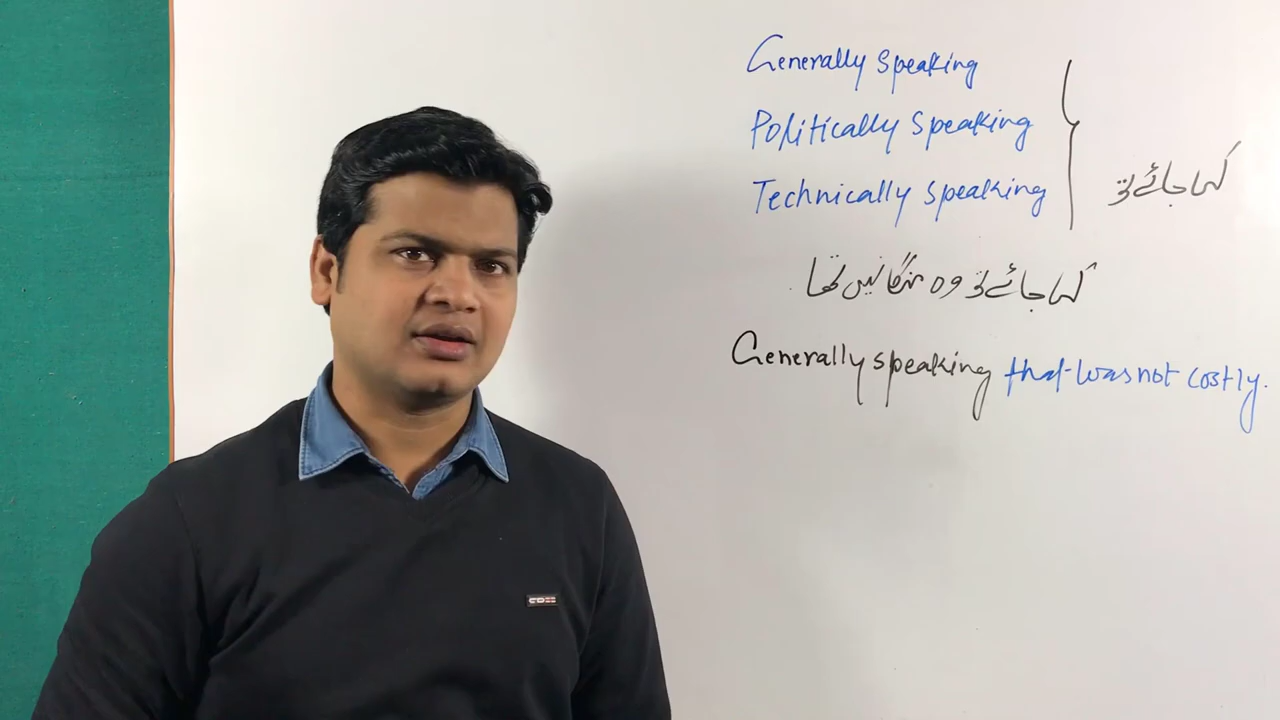 Generally speaking
Politically speaking
Technically speaking
کہا جائے تو
کہا جائے تو وہ مہنگا نہیں تھا
Generally speaking that was not costly.